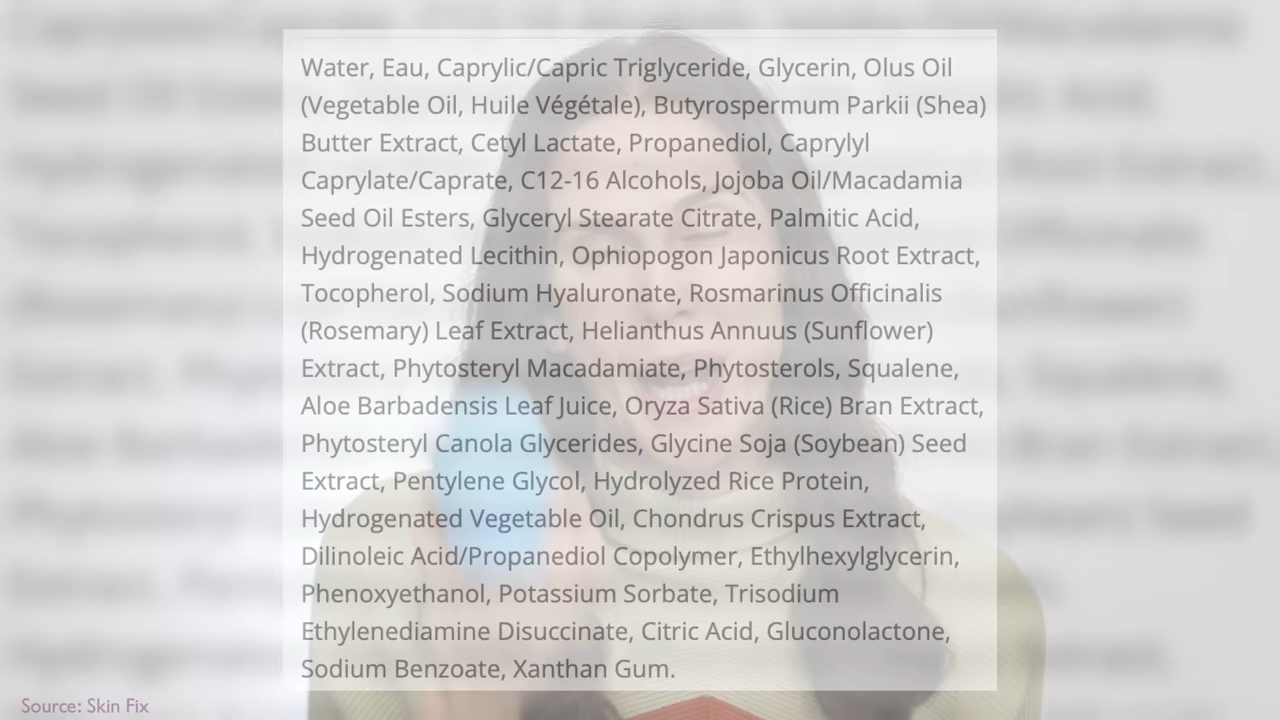 Water, Eau, Caprylic/Capric Triglyceride, Glycerin, Olus Oil
(Vegetable Oil, Huile Végétale), Butyrospermum Parkii (Shea)
Butter Extract, Cetyl Lactate, Propanediol, Caprylyl
Caprylate/Caprate, C12-16 Alcohols, Jojoba Oil/Macadamia
Seed Oil Esters, Glyceryl Stearate Citrate, Palmitic Acid,
Hydrogenated Lecithin, Ophiopogon Japonicus Root Extract,
Tocopherol, Sodium Hyaluronate, Rosmarinus Officinalis
(Rosemary) Leaf Extract, Helianthus Annuus (Sunflower)
Extract, Phytosteryl Macadamiate, Phytosterols, Squalene,
Aloe Barbadensis Leaf Juice, Oryza Sativa (Rice) Bran Extract,
Phytosteryl Canola Glycerides, Glycine Soja (Soybean) Seed
Extract, Pentylene Glycol, Hydrolyzed Rice Protein,
Hydrogenated Vegetable Oil, Chondrus Crispus Extract,
Dilinoleic Acid/Propanediol Copolymer, Ethylhexylglycerin,
Phenoxyethanol, Potassium Sorbate, Trisodium
Ethylenediamine Disuccinate, Citric Acid, Gluconolactone,
Sodium Benzoate, Xanthan Gum.
Source: Skin Fix